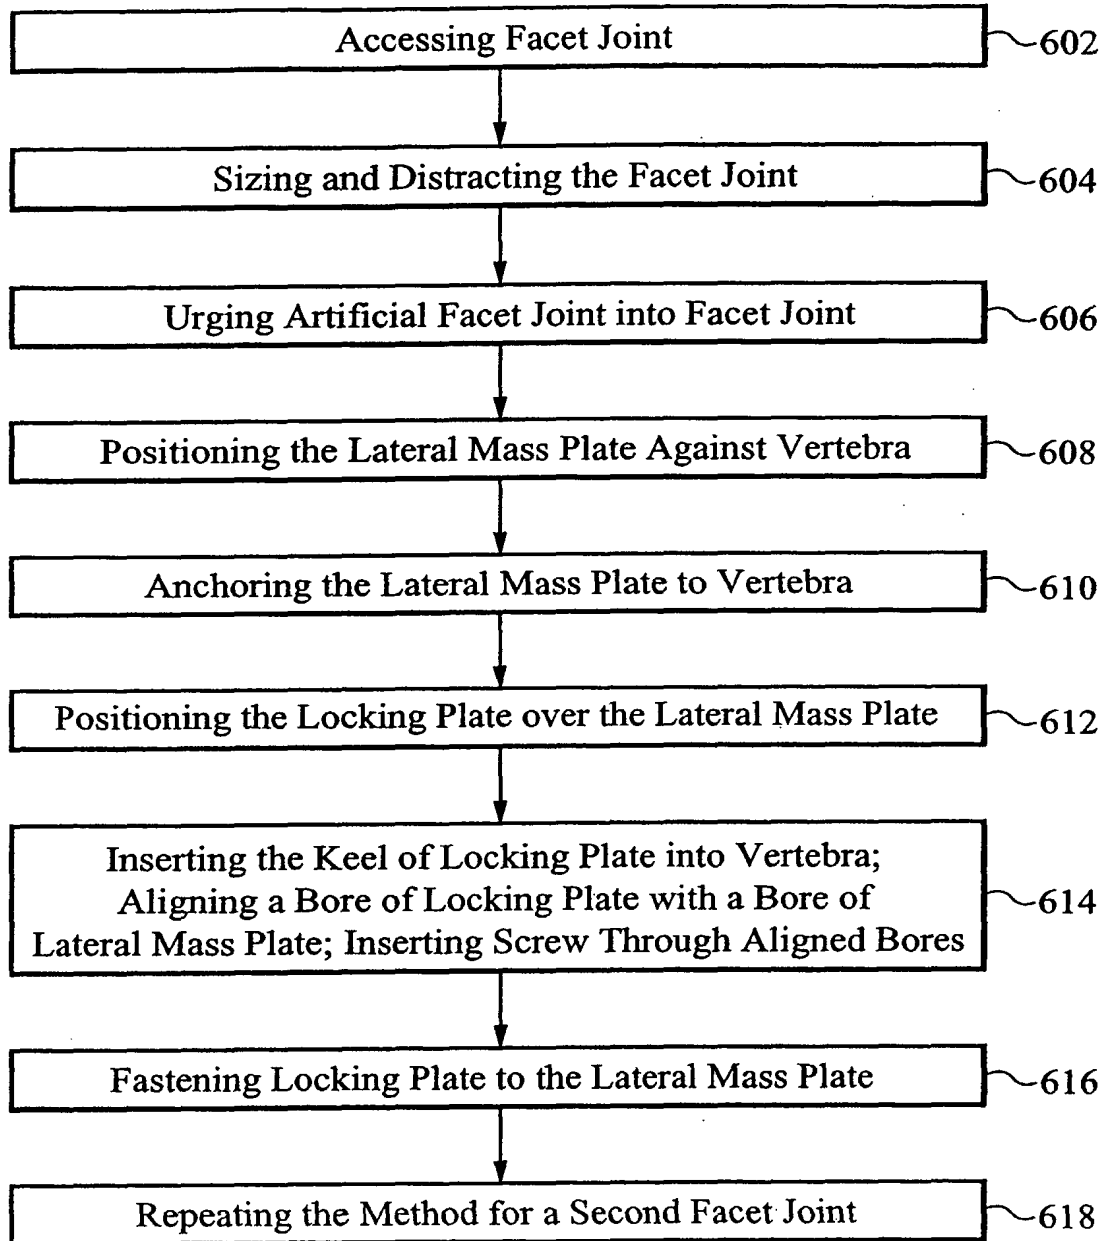 Accessing Facet Joint
602
Sizing and Distracting the Facet Joint
604
Urging Artificial Facet Joint into Facet Joint
606
Positioning the Lateral Mass Plate Against Vertebra
608
Anchoring the Lateral Mass Plate to Vertebra
610
Positioning the Locking Plate over the Lateral Mass Plate
612
Inserting the Keel of Locking Plate into Vertebra;
Aligning a Bore of Locking Plate with a Bore of
Lateral Mass Plate; Inserting Screw Through Aligned Bores
614
Fastening Locking Plate to the Lateral Mass Plate
616
Repeating the Method for a Second Facet Joint
618